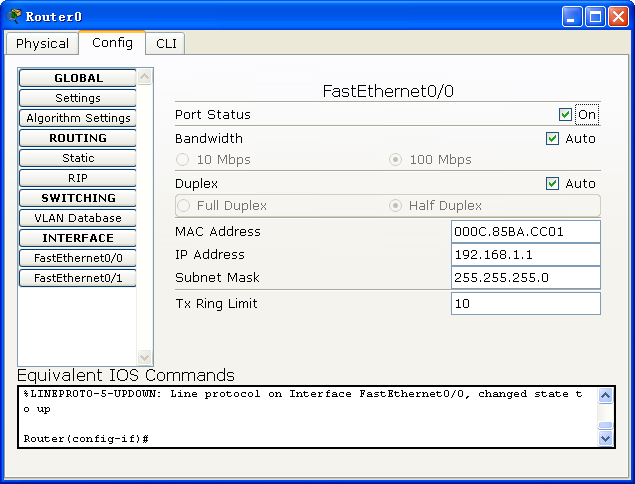 Router0
Physical Config CLI
GLOBAL
Settings
Algorithm Settings
ROUTING
Static
RIP
SWITCHING
VLAN Database
INTERFACE
FastEthernet0/0
FastEthernet0/1
FastEthernet0/0
Port Status On
Bandwidth Auto
10 Mbps 100 Mbps
Duplex Auto
Full Duplex Half Duplex
MAC Address 000C.85BA.CC01
IP Address 192.168.1.1
Subnet Mask 255.255.255.0
Tx Ring Limit 10
Equivalent IOS Commands
%LINEPROTO-5-UPDOWN: Line protocol on Interface FastEthernet0/0, changed state t
o up
Router(config-if)#